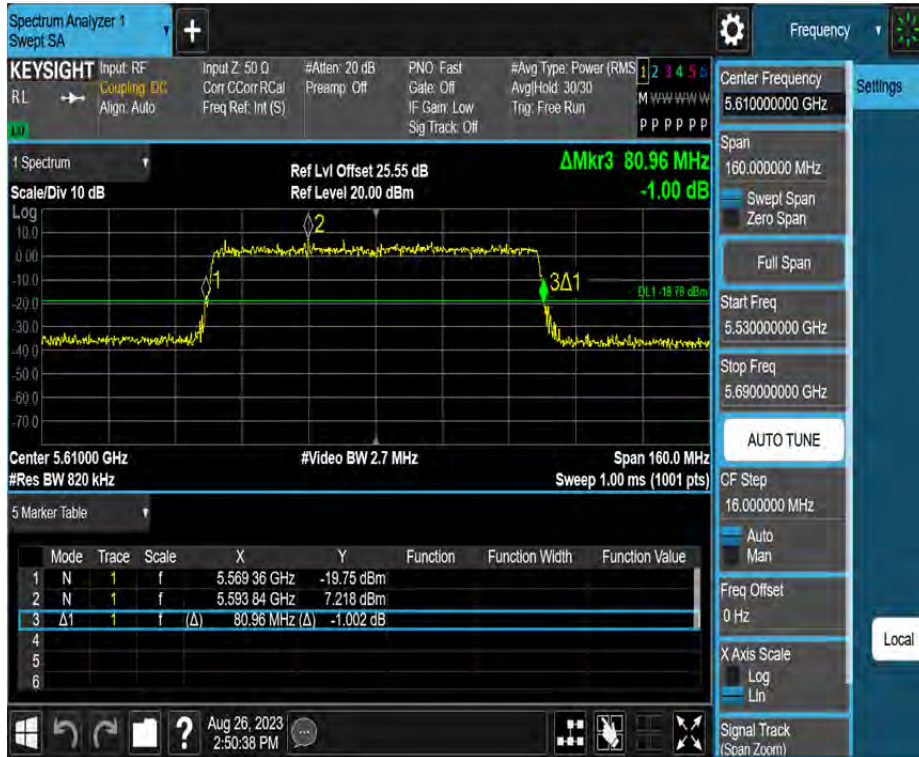 Spectrum Analyzer 1
Swept SA
Frequency
KEYSIGHT
RL
Input: RF
Coupling: DC
Align: Auto
Input Z: 50 Ω
Corr CCorr RCal
Freq Ref: Int (S)
#Atten: 20 dB
Preamp: Off
PNO: Fast
Gate: Off
IF Gain: Low
Sig Track: Off
#Avg Type: Power (RMS
Avg|Hold: 30/30
Trig: Free Run
1 2 3 4 5 6
M W W W W W
P P P P P P
1 Spectrum
Scale/Div 10 dB
Ref Lvl Offset 25.55 dB
Ref Level 20.00 dBm
ΔMkr3 80.96 MHz
-1.00 dB
Log
10.0
0.00
-10.0
-20.0
-30.0
-40.0
-50.0
-60.0
-70.0
2
1
3Δ1
DL1 -18.78 dBm
Center 5.61000 GHz
#Video BW 2.7 MHz
Span 160.0 MHz
#Res BW 820 kHz
Sweep 1.00 ms (1001 pts)
5 Marker Table
Mode Trace Scale X Y Function Function Width Function Value
1 N 1 f 5.569 36 GHz -19.75 dBm
2 N 1 f 5.593 84 GHz 7.218 dBm
3 Δ1 1 f (Δ) 80.96 MHz (Δ) -1.002 dB
4
5
6
?
Aug 26, 2023
2:50:38 PM
Center Frequency
5.610000000 GHz
Settings
Span
160.000000 MHz
Swept Span
Zero Span
Full Span
Start Freq
5.530000000 GHz
Stop Freq
5.690000000 GHz
AUTO TUNE
CF Step
16.000000 MHz
Auto
Man
Freq Offset
0 Hz
Local
X Axis Scale
Log
Lin
Signal Track
(Span Zoom)